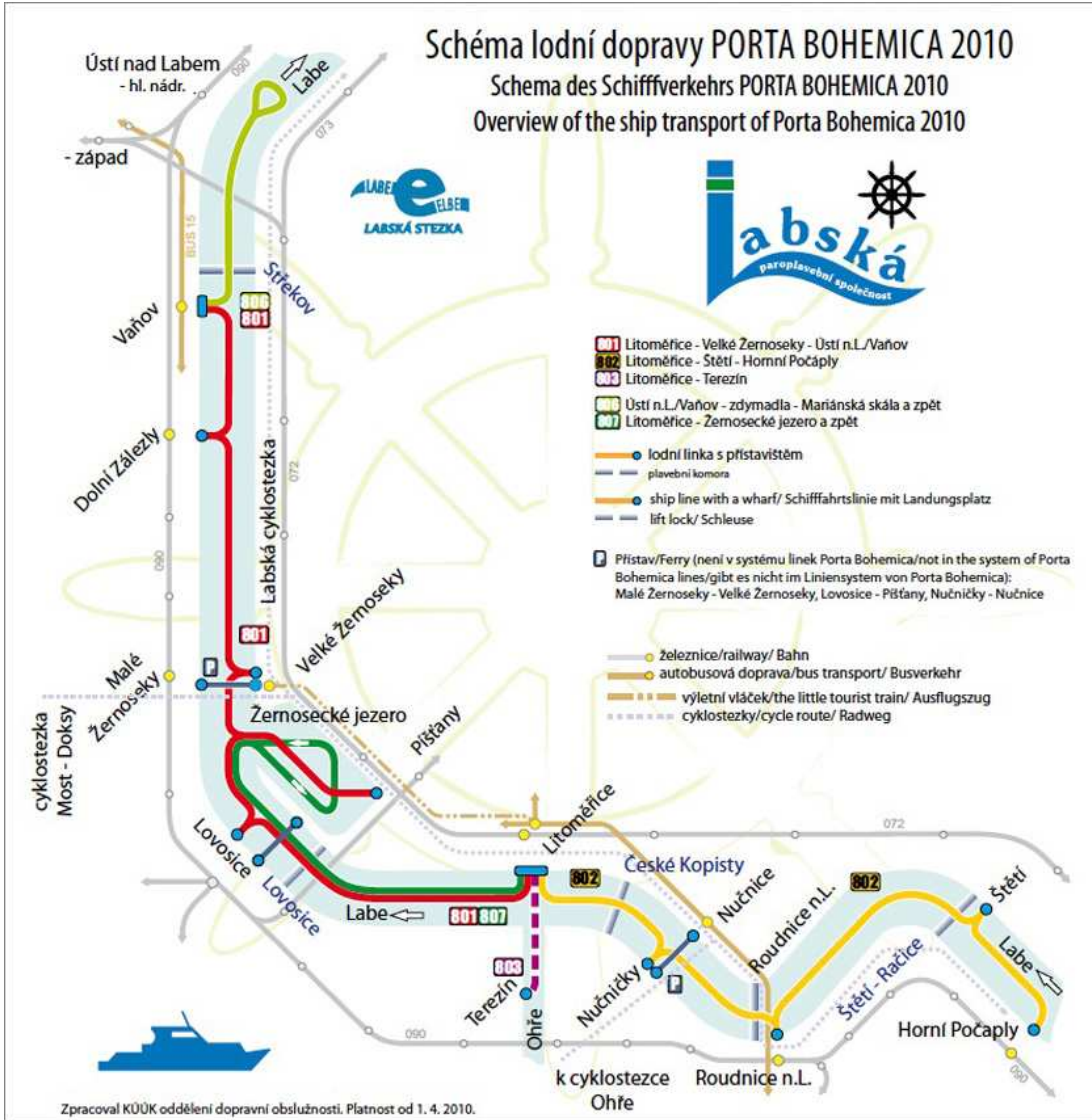 Schéma lodní dopravy PORTA BOHEMICA 2010
Schema des Schifffverkehrs PORTA BOHEMICA 2010
Overview of the ship transport of Porta Bohemica 2010
Ústí nad Labem
- hl. nádr.
090
Labe
073
- západ
BUS 15
LABE
e
ELBE
LABSKÁ STEZKA
Labská
paroplavební společnost
Střekov
Vaňov
806
801
801 Litoměřice - Velké Žernoseky - Ústí n.L./Vaňov
802 Litoměřice - Štětí - Hornní Počáply
803 Litoměřice - Terezín
806 Ústí n.L./Vaňov - zdymadla - Mariánská skála a zpět
807 Litoměřice - Žernosecké jezero a zpět
lodní linka s přístavištěm
plavební komora
ship line with a wharf/ Schifffahrtslinie mit Landungsplatz
lift lock/ Schleuse
P Přístav/Ferry (není v systému linek Porta Bohemica/not in the system of Porta
Bohemica lines/gibt es nicht im Liniensystem von Porta Bohemica):
Malé Žernoseky - Velké Žernoseky, Lovosice - Píšťany, Nučničky - Nučnice
železnice/railway/ Bahn
autobusová doprava/bus transport/ Busverkehr
výletní vláček/the little tourist train/ Ausflugszug
cyklostezky/cycle route/ Radweg
Dolní Zálezly
072
Labská cyklostezka
090
801
Velké Žernoseky
P
Malé
Žernoseky
Žernosecké jezero
cyklostezka
Most - Doksy
Píšťany
Litoměřice
072
Lovosice
Lovosice
České Kopisty
802
802
Labe
801 807
Nučnice
Roudnice n.L.
Štětí
Labe
803
Terezín
Ohře
Nučničky
P
Štětí - Račice
Horní Počaply
090
090
k cyklostezce
Ohře
Roudnice n.L.
Zpracoval KÚÚK oddělení dopravní obslužnosti. Platnost od 1. 4. 2010.